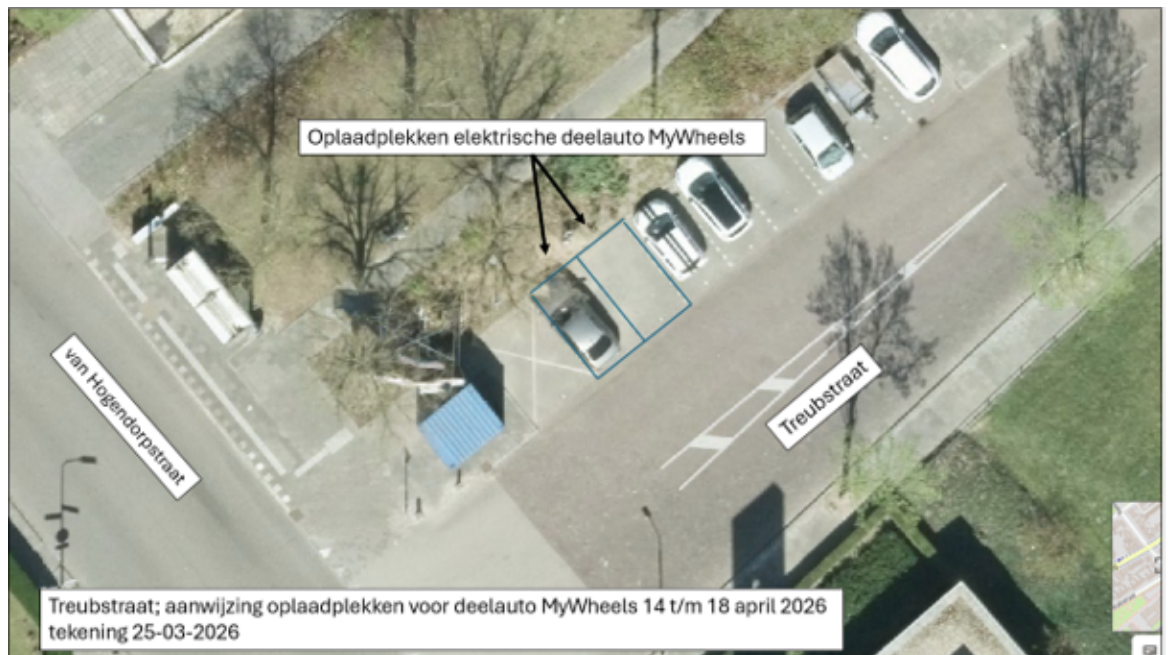 Oplaadplekken elektrische deelauto MyWheels
van Hogendorpstraat
Treubstraat
Treubstraat; aanwijzing oplaadplekken voor deelauto MyWheels 14 t/m 18 april 2026
tekening 25-03-2026